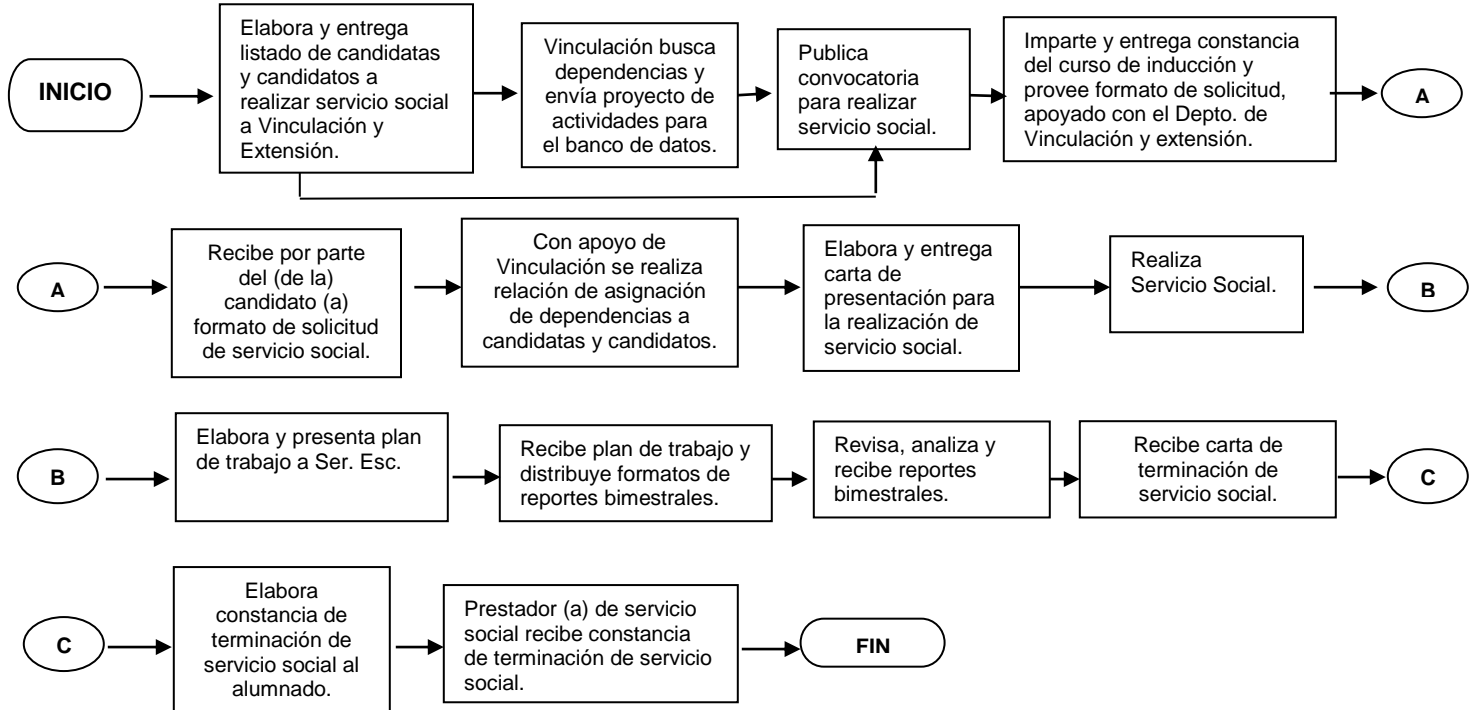 INICIO
Elabora y entrega
listado de candidatas
y candidatos a
realizar servicio social
a Vinculación y
Extensión.
Vinculación busca
dependencias y
envía proyecto de
actividades para
el banco de datos.
Publica
convocatoria
para realizar
servicio social.
Imparte y entrega constancia
del curso de inducción y
provee formato de solicitud,
apoyado con el Depto. de
Vinculación y extensión.
A
A
Recibe por parte
del (de la)
candidato (a)
formato de solicitud
de servicio social.
Con apoyo de
Vinculación se realiza
relación de asignación
de dependencias a
candidatas y candidatos.
Elabora y entrega
carta de
presentación para
la realización de
servicio social.
Realiza
Servicio Social.
B
B
Elabora y presenta plan
de trabajo a Ser. Esc.
Recibe plan de trabajo y
distribuye formatos de
reportes bimestrales.
Revisa, analiza y
recibe reportes
bimestrales.
Recibe carta de
terminación de
servicio social.
C
C
Elabora
constancia de
terminación de
servicio social al
alumnado.
Prestador (a) de servicio
social recibe constancia
de terminación de servicio
social.
FIN